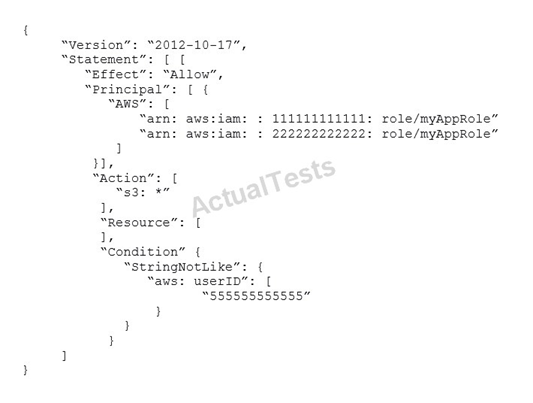 {
“Version”: “2012-10-17”,
“Statement”: [ [
“Effect”: “Allow”,
“Principal”: [ {
“AWS”: [
“arn: aws:iam: : 111111111111: role/myAppRole”
“arn: aws:iam: : 222222222222: role/myAppRole”
]
}],
“Action”: [
“s3: *”
],
“Resource”: [
],
“Condition” {
“StringNotLike”: {
“aws: userID”: [
“555555555555”
}
}
}
]
}
ActualTests